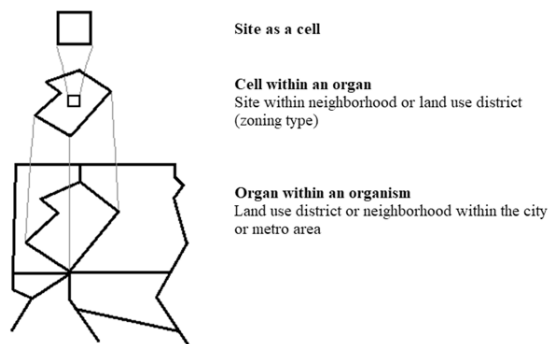 Site as a cell
Cell within an organ
Site within neighborhood or land use district
(zoning type)
Organ within an organism
Land use district or neighborhood within the city
or metro area